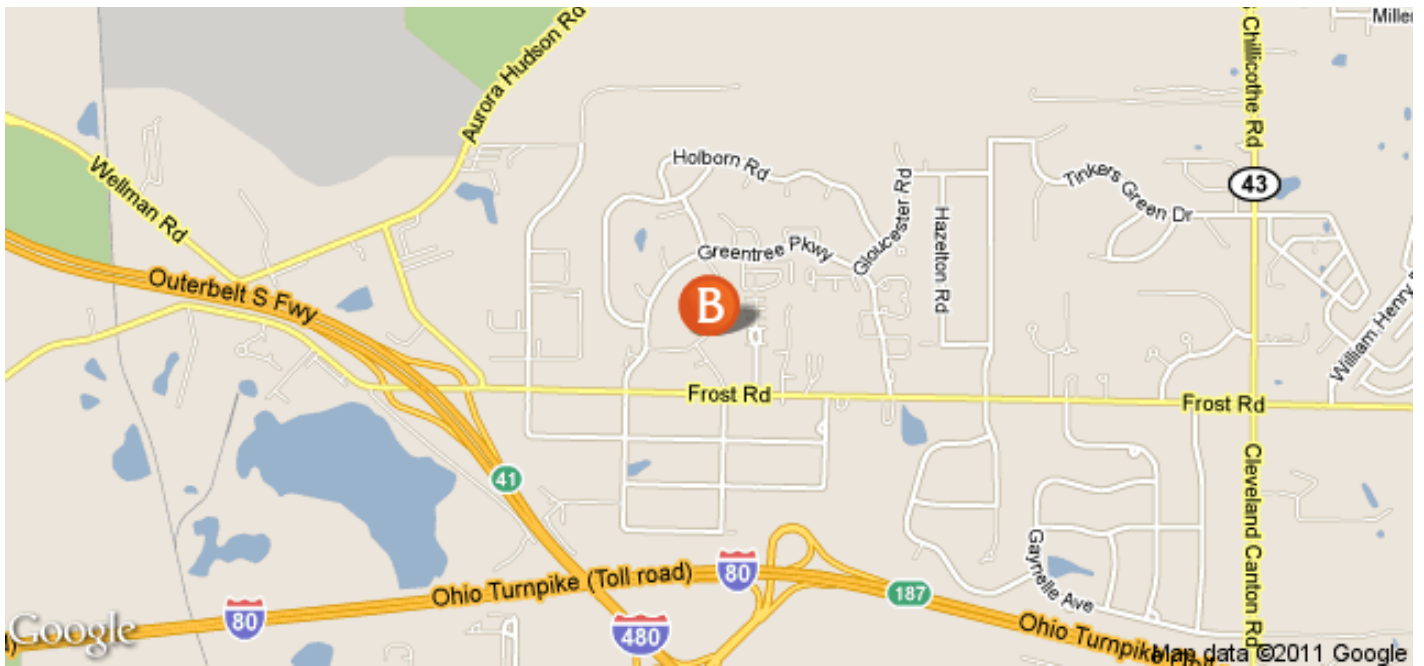 Miller
Chillicothe Rd
Aurora Hudson Rd
Holborn Rd
Wellman Rd
Tinkers Green Dr
43
Gloucester Rd
Hazelton Rd
Greentree Pkwy
Outerbelt S Fwy
B
William Henry
Frost Rd
Frost Rd
41
Cleveland Canton Rd
Gaynelle Ave
Ohio Turnpike (Toll road)
80
187
80
480
Ohio Turnpike
Google
Map data ©2011 Google